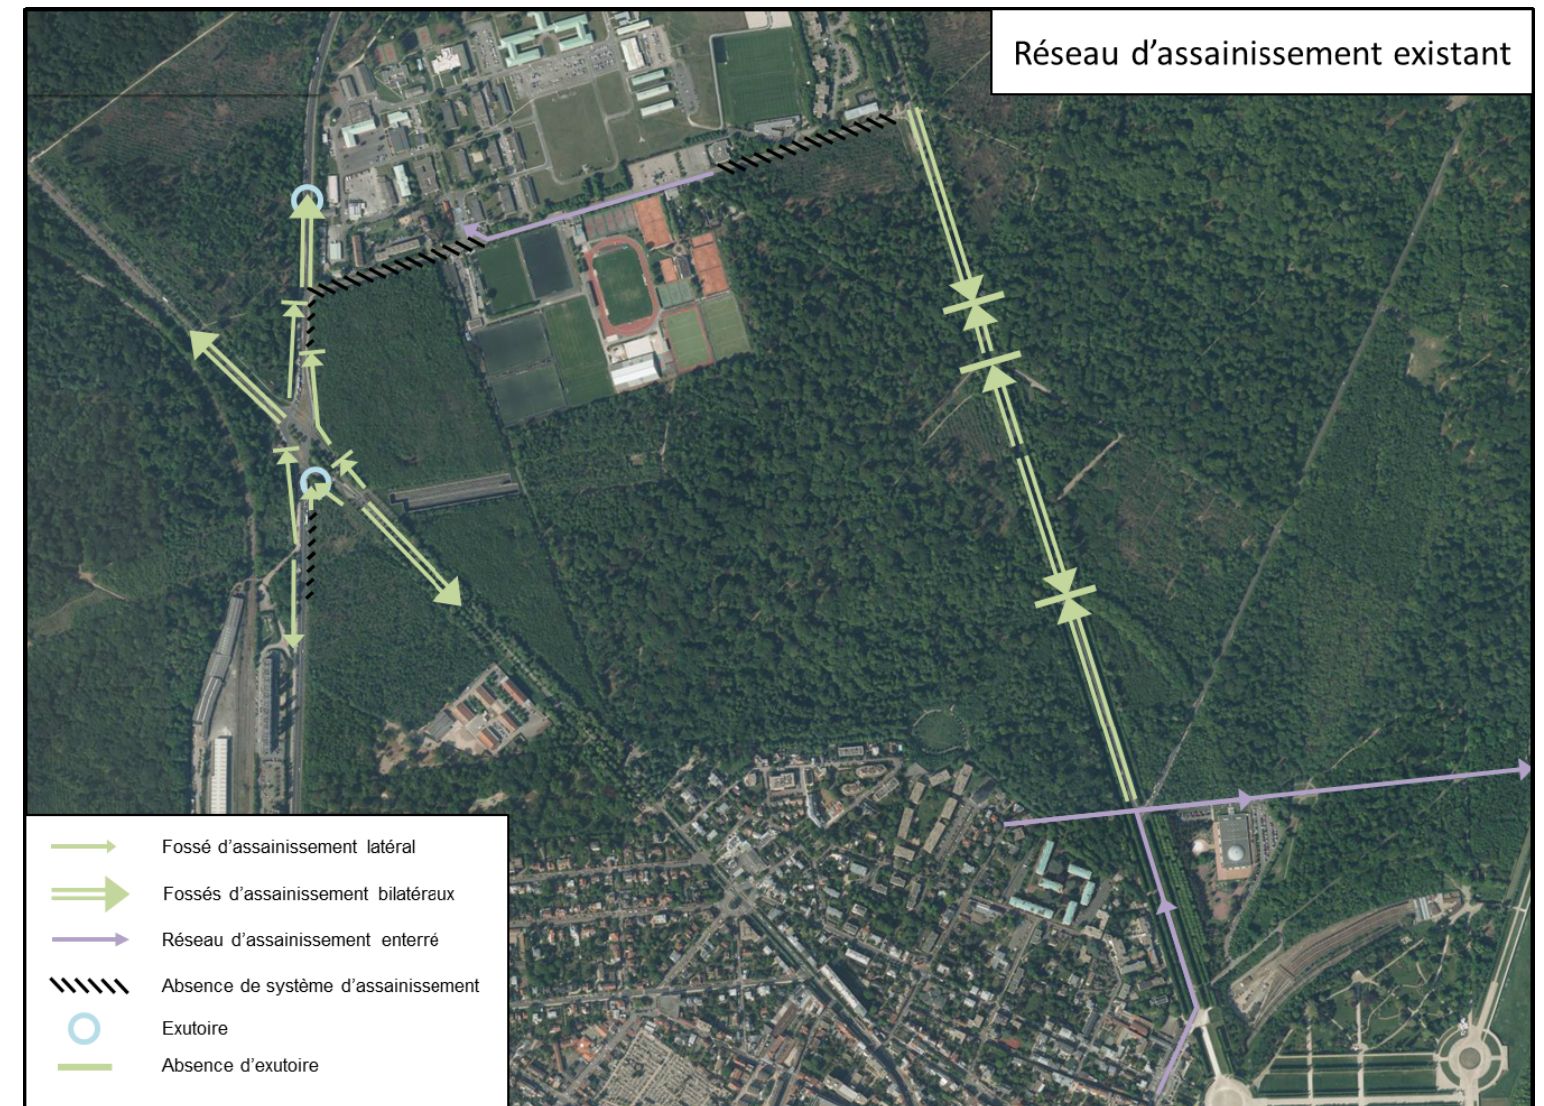 Réseau d’assainissement existant
Fossé d’assainissement latéral
Fossés d’assainissement bilatéraux
Réseau d’assainissement enterré
Absence de système d’assainissement
Exutoire
Absence d’exutoire